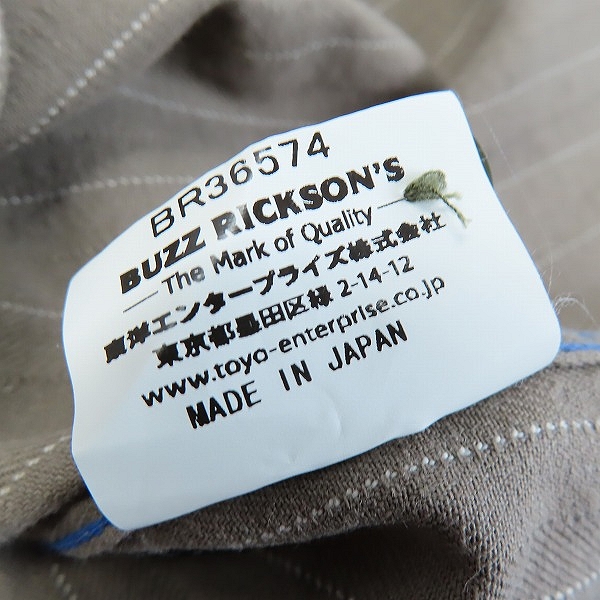 BR36574
BUZZ RICKSON'S
The Mark of Quality
東洋エンタープライズ株式会社
東京都墨田区緑 2-14-12
www.toyo-enterprise.co.jp
MADE IN JAPAN